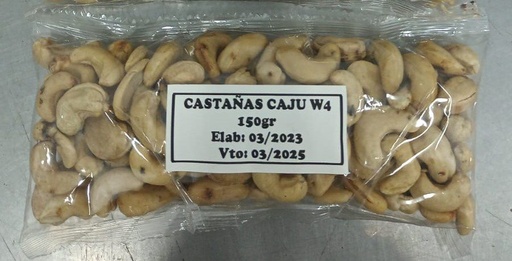 CASTAÑAS CAJU W4
150gr
Elab: 03/2023
Vto: 03/2025